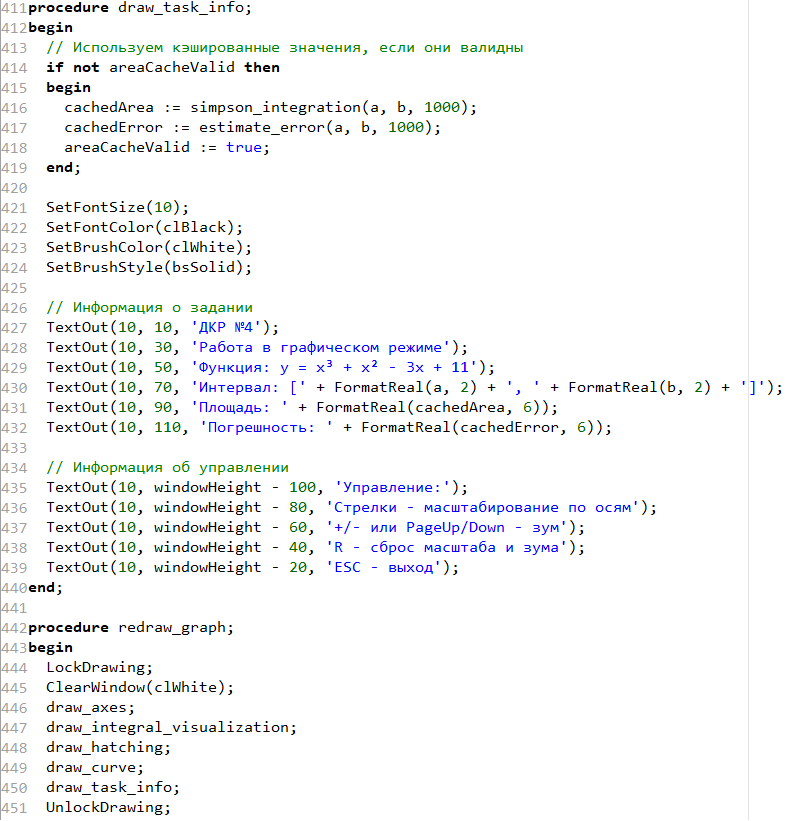 411procedure draw_task_info;
412begin
413  // Используем кэшированные значения, если они валидны
414  if not areaCacheValid then
415  begin
416    cachedArea := simpson_integration(a, b, 1000);
417    cachedError := estimate_error(a, b, 1000);
418    areaCacheValid := true;
419  end;
420
421  SetFontSize(10);
422  SetFontColor(clBlack);
423  SetBrushColor(clWhite);
424  SetBrushStyle(bsSolid);
425
426  // Информация о задании
427  TextOut(10, 10, 'ДКР №4');
428  TextOut(10, 30, 'Работа в графическом режиме');
429  TextOut(10, 50, 'Функция: y = x³ + x² - 3x + 11');
430  TextOut(10, 70, 'Интервал: [' + FormatReal(a, 2) + ', ' + FormatReal(b, 2) + ']');
431  TextOut(10, 90, 'Площадь: ' + FormatReal(cachedArea, 6));
432  TextOut(10, 110, 'Погрешность: ' + FormatReal(cachedError, 6));
433
434  // Информация об управлении
435  TextOut(10, windowHeight - 100, 'Управление:');
436  TextOut(10, windowHeight - 80, 'Стрелки - масштабирование по осям');
437  TextOut(10, windowHeight - 60, '+/- или PageUp/Down - зум');
438  TextOut(10, windowHeight - 40, 'R - сброс масштаба и зума');
439  TextOut(10, windowHeight - 20, 'ESC - выход');
440end;
441
442procedure redraw_graph;
443begin
444  LockDrawing;
445  ClearWindow(clWhite);
446  draw_axes;
447  draw_integral_visualization;
448  draw_hatching;
449  draw_curve;
450  draw_task_info;
451  UnlockDrawing;